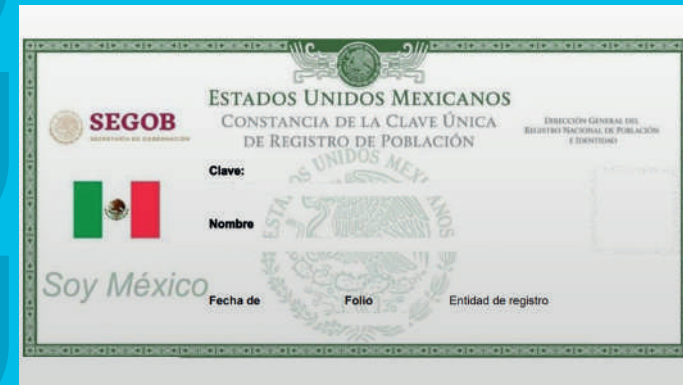 ESTADOS UNIDOS MEXICANOS
CONSTANCIA DE LA CLAVE ÚNICA
DE REGISTRO DE POBLACIÓN
SEGOB
SECRETARÍA DE GOBERNACIÓN
DIRECCIÓN GENERAL DEL
REGISTRO NACIONAL DE POBLACIÓN
E IDENTIDAD
Clave:
ESTADOS UNIDOS MEXICANOS
Nombre
Soy México
Fecha de Folio Entidad de registro